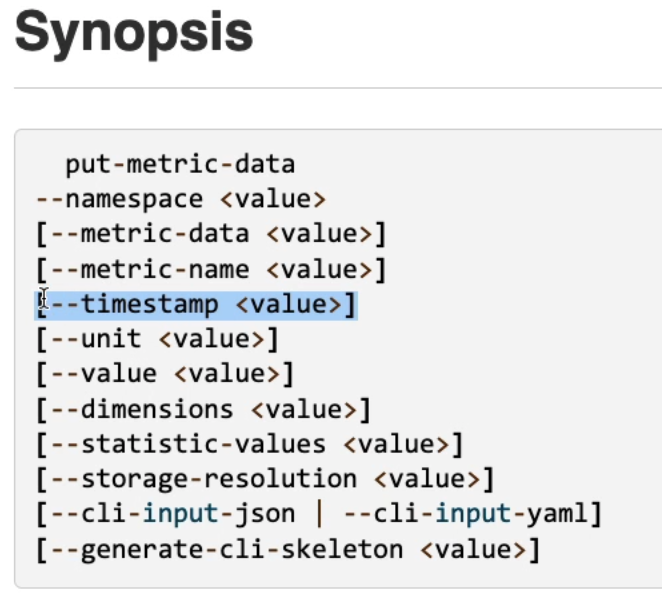 Synopsis
put-metric-data
--namespace <value>
[--metric-data <value>]
[--metric-name <value>]
[--timestamp <value>]
[--unit <value>]
[--value <value>]
[--dimensions <value>]
[--statistic-values <value>]
[--storage-resolution <value>]
[--cli-input-json | --cli-input-yaml]
[--generate-cli-skeleton <value>]